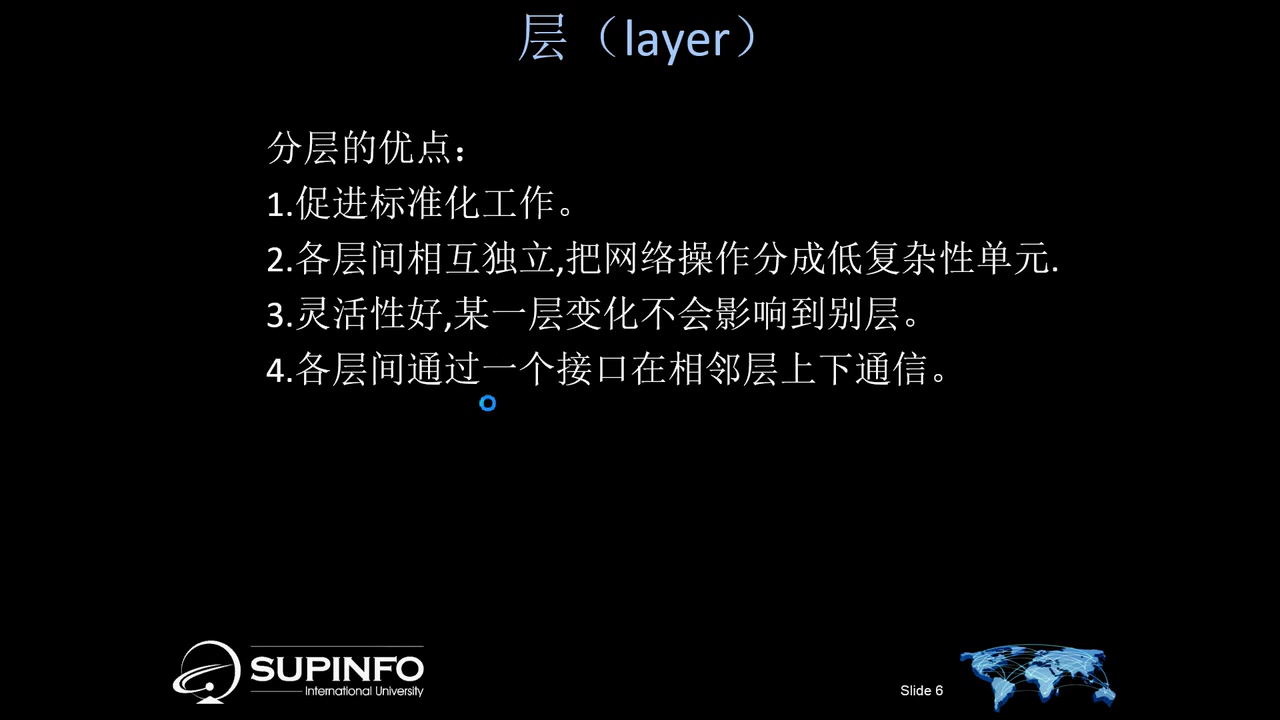 层（layer）
分层的优点：
1.促进标准化工作。
2.各层间相互独立,把网络操作分成低复杂性单元.
3.灵活性好,某一层变化不会影响到别层。
4.各层间通过一个接口在相邻层上下通信。
SUPINFO
International University
Slide 6